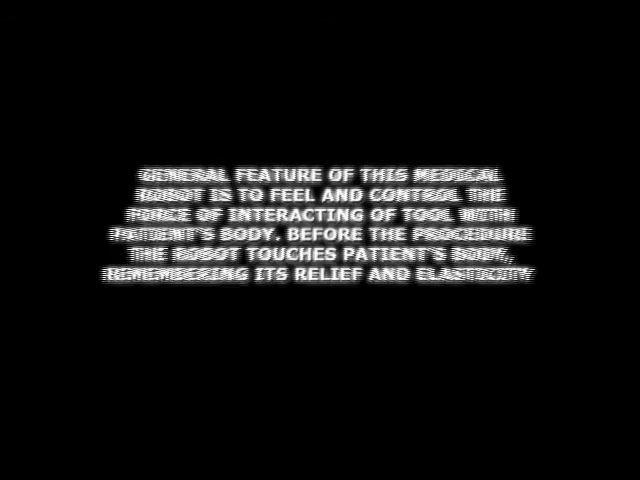 GENERAL FEATURE OF THIS MEDICAL
ROBOT IS TO FEEL AND CONTROL THE
FORCE OF INTERACTING OF TOOL WITH
PATIENT'S BODY. BEFORE THE PROCEDURE
THE ROBOT TOUCHES PATIENT'S BODY,
REMEMBERING ITS RELIEF AND ELASTICITY